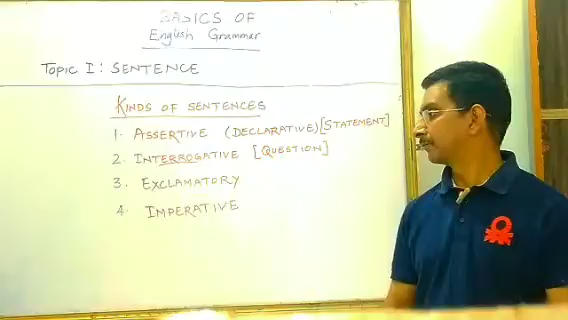 BASICS OF
English Grammar
TOPIC I: SENTENCE
KINDS OF SENTENCES
1. ASSERTIVE (DECLARATIVE) [STATEMENT]
2. INTERROGATIVE [QUESTION]
3. EXCLAMATORY
4. IMPERATIVE